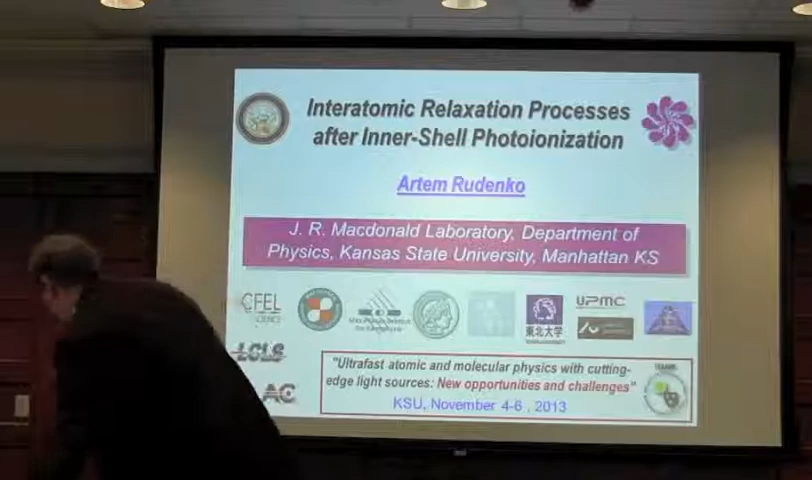 Interatomic Relaxation Processes
after Inner-Shell Photoionization
Artem Rudenko
J. R. Macdonald Laboratory, Department of
Physics, Kansas State University, Manhattan KS
CFEL
SCIENCE
東北大学
UPMC
LCLS
"Ultrafast atomic and molecular physics with cutting-
edge light sources: New opportunities and challenges"
KSU, November 4-6 , 2013